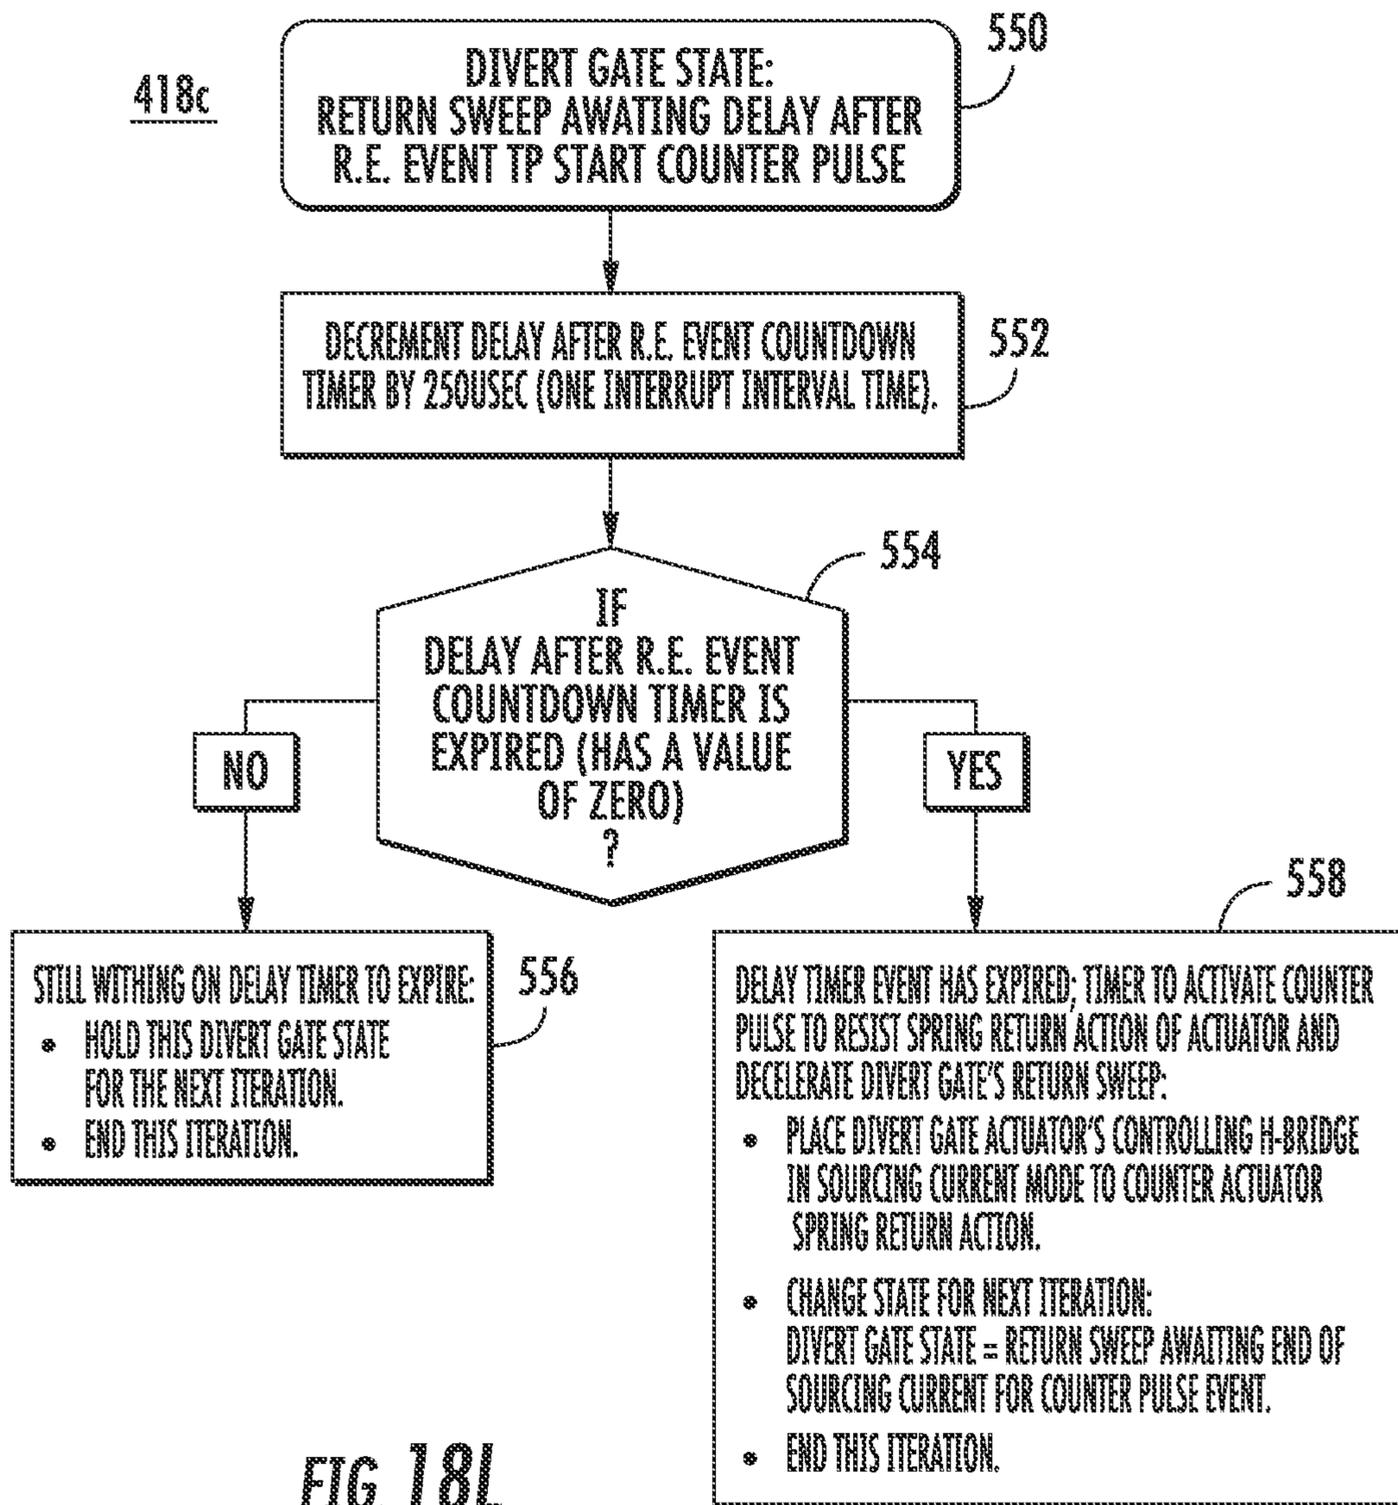 418c
550
DIVERT GATE STATE:
RETURN SWEEP AWATING DELAY AFTER
R.E. EVENT TP START COUNTER PULSE
552
DECREMENT DELAY AFTER R.E. EVENT COUNTDOWN
TIMER BY 250USEC (ONE INTERRUPT INTERVAL TIME).
554
IF
DELAY AFTER R.E. EVENT
COUNTDOWN TIMER IS
EXPIRED (HAS A VALUE
OF ZERO)
?
NO
YES
556
STILL WITHING ON DELAY TIMER TO EXPIRE:
• HOLD THIS DIVERT GATE STATE
FOR THE NEXT ITERATION.
• END THIS ITERATION.
558
DELAY TIMER EVENT HAS EXPIRED; TIMER TO ACTIVATE COUNTER
PULSE TO RESIST SPRING RETURN ACTION OF ACTUATOR AND
DECELERATE DIVERT GATE'S RETURN SWEEP:
• PLACE DIVERT GATE ACTUATOR'S CONTROLLING H-BRIDGE
IN SOURCING CURRENT MODE TO COUNTER ACTUATOR
SPRING RETURN ACTION.
• CHANGE STATE FOR NEXT ITERATION:
DIVERT GATE STATE = RETURN SWEEP AWAITING END OF
SOURCING CURRENT FOR COUNTER PULSE EVENT.
• END THIS ITERATION.
FIG. 18L